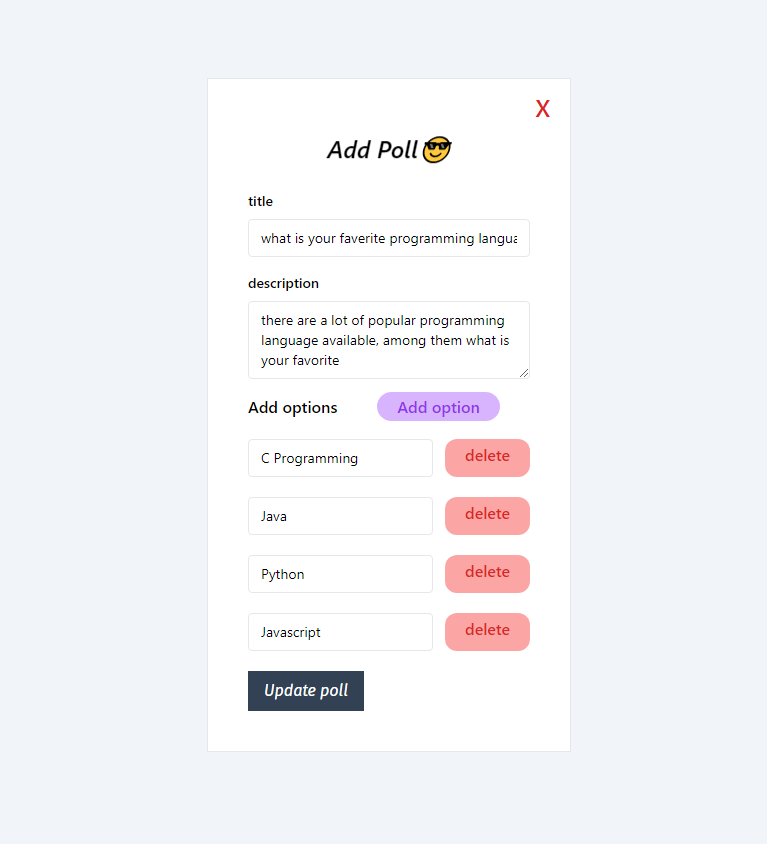 X
Add Poll😎
title
what is your faverite programming langua
description
there are a lot of popular programming
language available, among them what is
your favorite
Add options Add option
C Programming delete
Java delete
Python delete
Javascript delete
Update poll